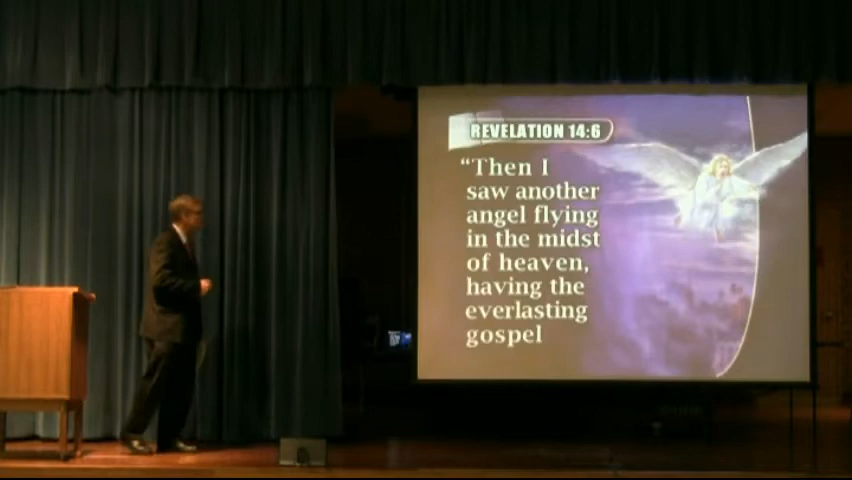 REVELATION 14:6
“Then I
saw another
angel flying
in the midst
of heaven,
having the
everlasting
gospel